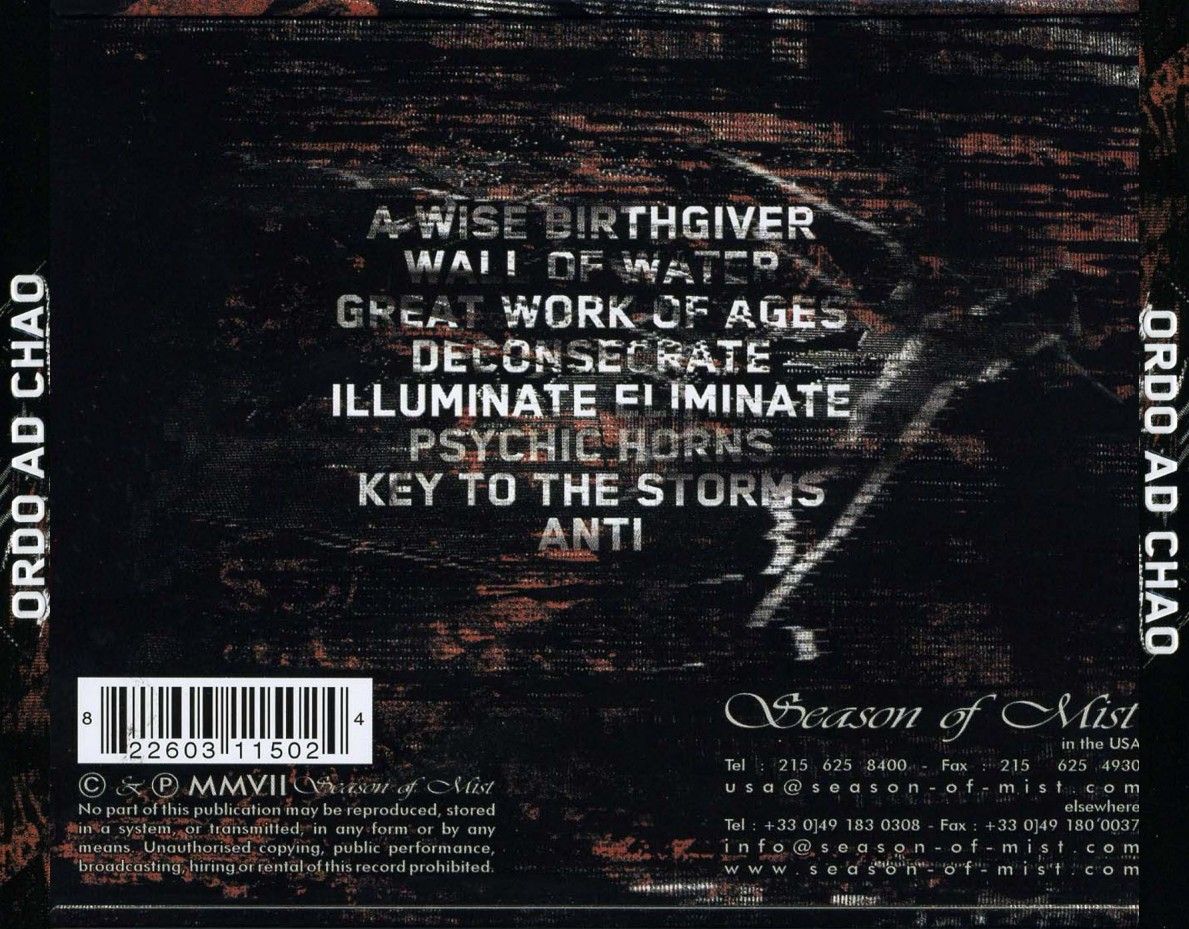 ORDO AD CHAO
A WISE BIRTHGIVER
WALL OF WATER
GREAT WORK OF AGES
DECONSECRATE
ILLUMINATE ELIMINATE
PSYCHIC HORNS
KEY TO THE STORMS
ANTI
ORDO AD CHAO
8 22603 11502 4
© & ℗ MMVII Season of Mist
No part of this publication may be reproduced, stored
in a system, or transmitted, in any form or by any
means. Unauthorised copying, public performance,
broadcasting, hiring or rental of this record prohibited.
Season of Mist
in the USA
Tel : 215 625 8400 - Fax : 215 625 4930
usa@season-of-mist.com
elsewhere
Tel : +33 0]49 183 0308 - Fax : +33 0]49 180 0037
info@season-of-mist.com
www.season-of-mist.com